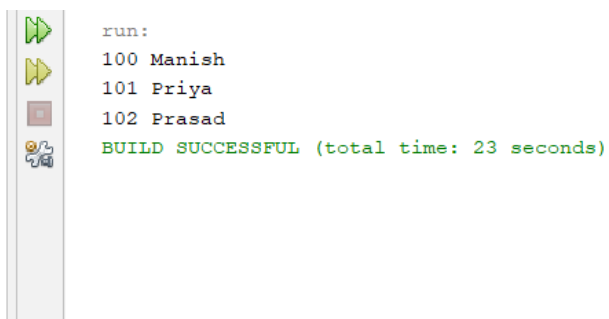 run:
100 Manish
101 Priya
102 Prasad
BUILD SUCCESSFUL (total time: 23 seconds)